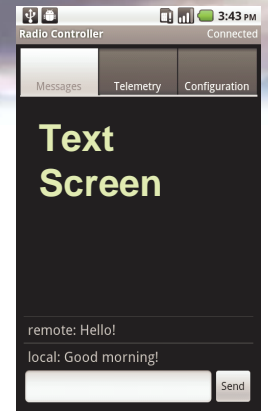 3:43 PM
Radio Controller Connected
Messages Telemetry Configuration
Text
Screen
remote: Hello!
local: Good morning!
Send